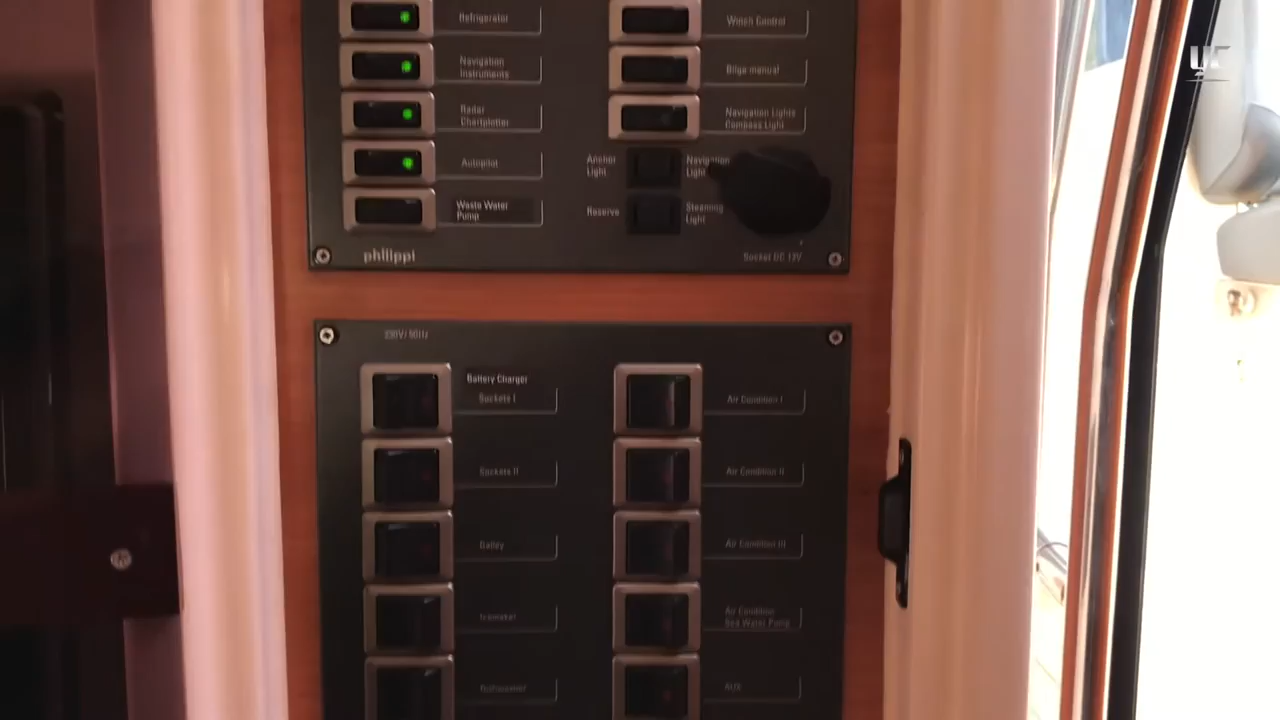 Refrigerator
Navigation
Instruments
Radar
Chartplotter
Autopilot
Waste Water
Pump
philippi
Winch Control
Bilge manual
Navigation Lights
Compass Light
Anchor
Light
Navigation
Light
Reserve
Steaming
Light
Socket DC 12V
230V/50Hz
Battery Charger
Sockets I
Sockets II
Galley
Icemaker
Air Condition I
Air Condition II
Air Condition III
Air Condition
Sea Water Pump
AUX